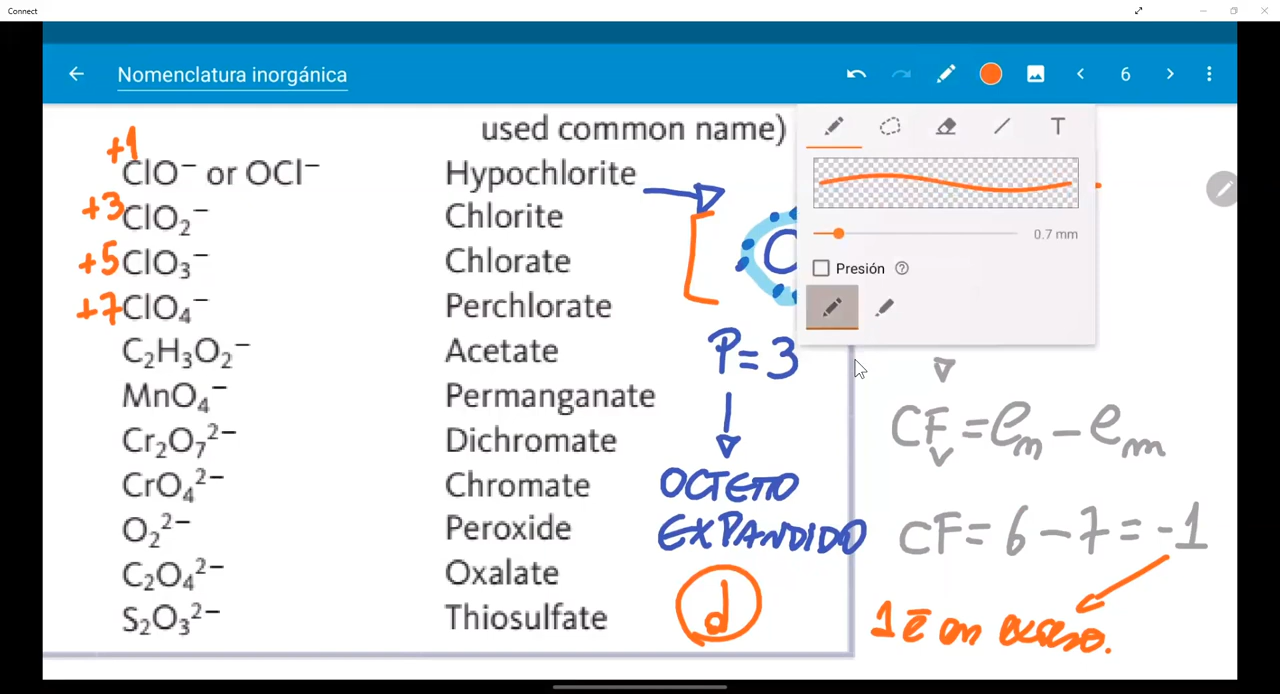 Connect
Nomenclatura inorgánica
6
used common name)
+1
ClO⁻ or OCl⁻ Hypochlorite
+3 ClO₂⁻ Chlorite
+5 ClO₃⁻ Chlorate
+7 ClO₄⁻ Perchlorate
C₂H₃O₂⁻ Acetate
MnO₄⁻ Permanganate
Cr₂O₇²⁻ Dichromate
CrO₄²⁻ Chromate
O₂²⁻ Peroxide
C₂O₄²⁻ Oxalate
S₂O₃²⁻ Thiosulfate
T
0.7 mm
Presión
P = 3
OCTETO
EXPANDIDO
d
CF = em − em
CF = 6 − 7 = -1
1 ē en exceso.